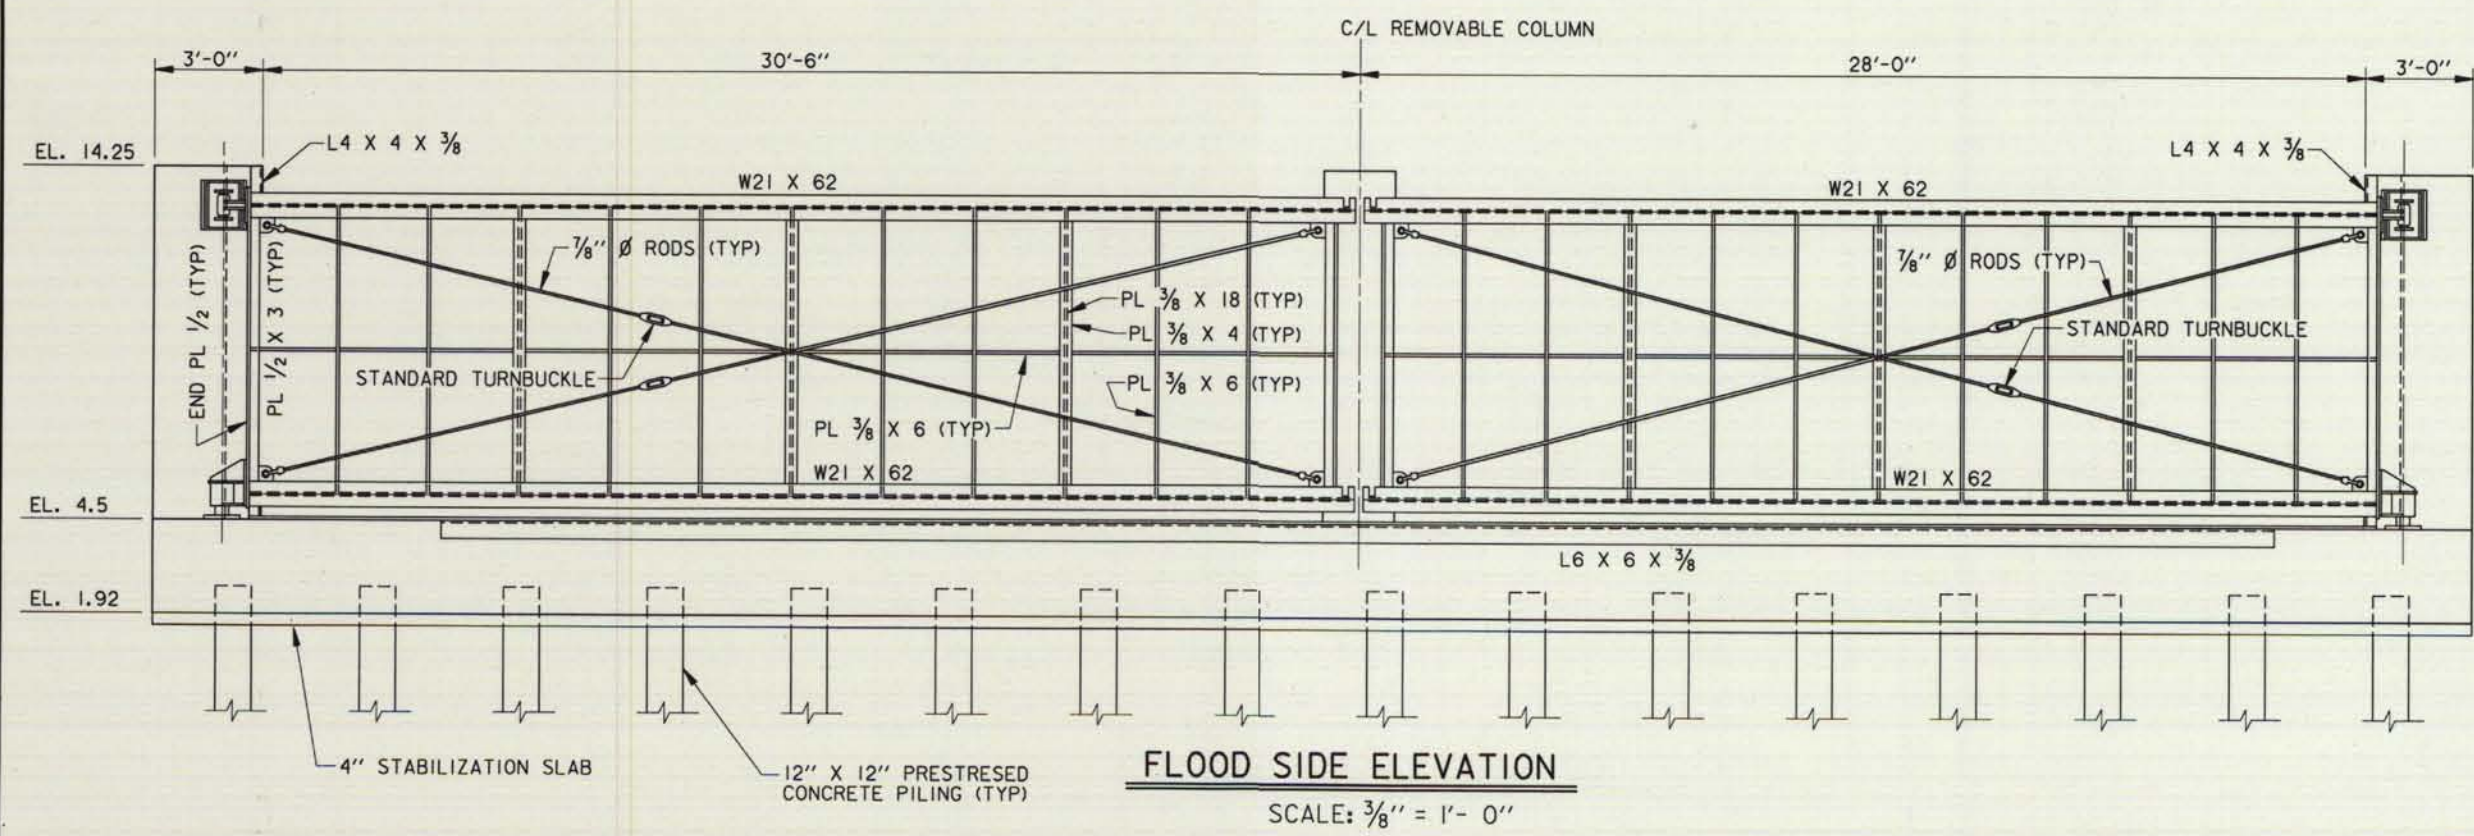 C/L REMOVABLE COLUMN
3'-0"
30'-6"
28'-0"
3'-0"
EL. 14.25
L4 X 4 X 3/8
L4 X 4 X 3/8
W21 X 62
W21 X 62
END PL 1/2 (TYP)
PL 1/2 X 3 (TYP)
7/8" Ø RODS (TYP)
7/8" Ø RODS (TYP)
PL 3/8 X 18 (TYP)
PL 3/8 X 4 (TYP)
STANDARD TURNBUCKLE
STANDARD TURNBUCKLE
PL 3/8 X 6 (TYP)
PL 3/8 X 6 (TYP)
W21 X 62
W21 X 62
EL. 4.5
L6 X 6 X 3/8
EL. 1.92
4" STABILIZATION SLAB
12" X 12" PRESTRESED
CONCRETE PILING (TYP)
FLOOD SIDE ELEVATION
SCALE: 3/8" = 1'- 0"